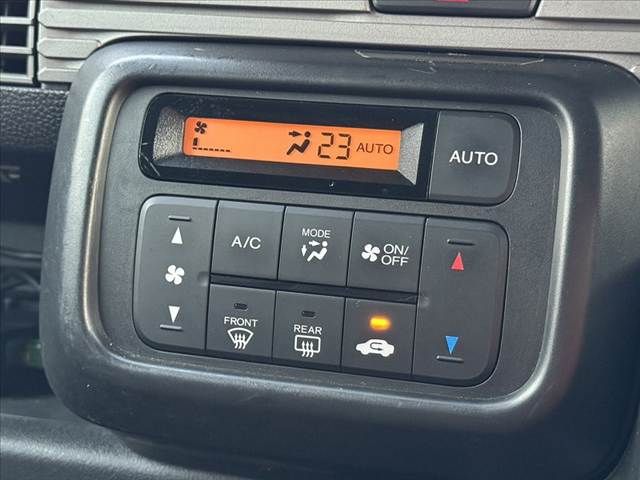 23 AUTO
AUTO
A/C
MODE
ON/
OFF
FRONT
REAR